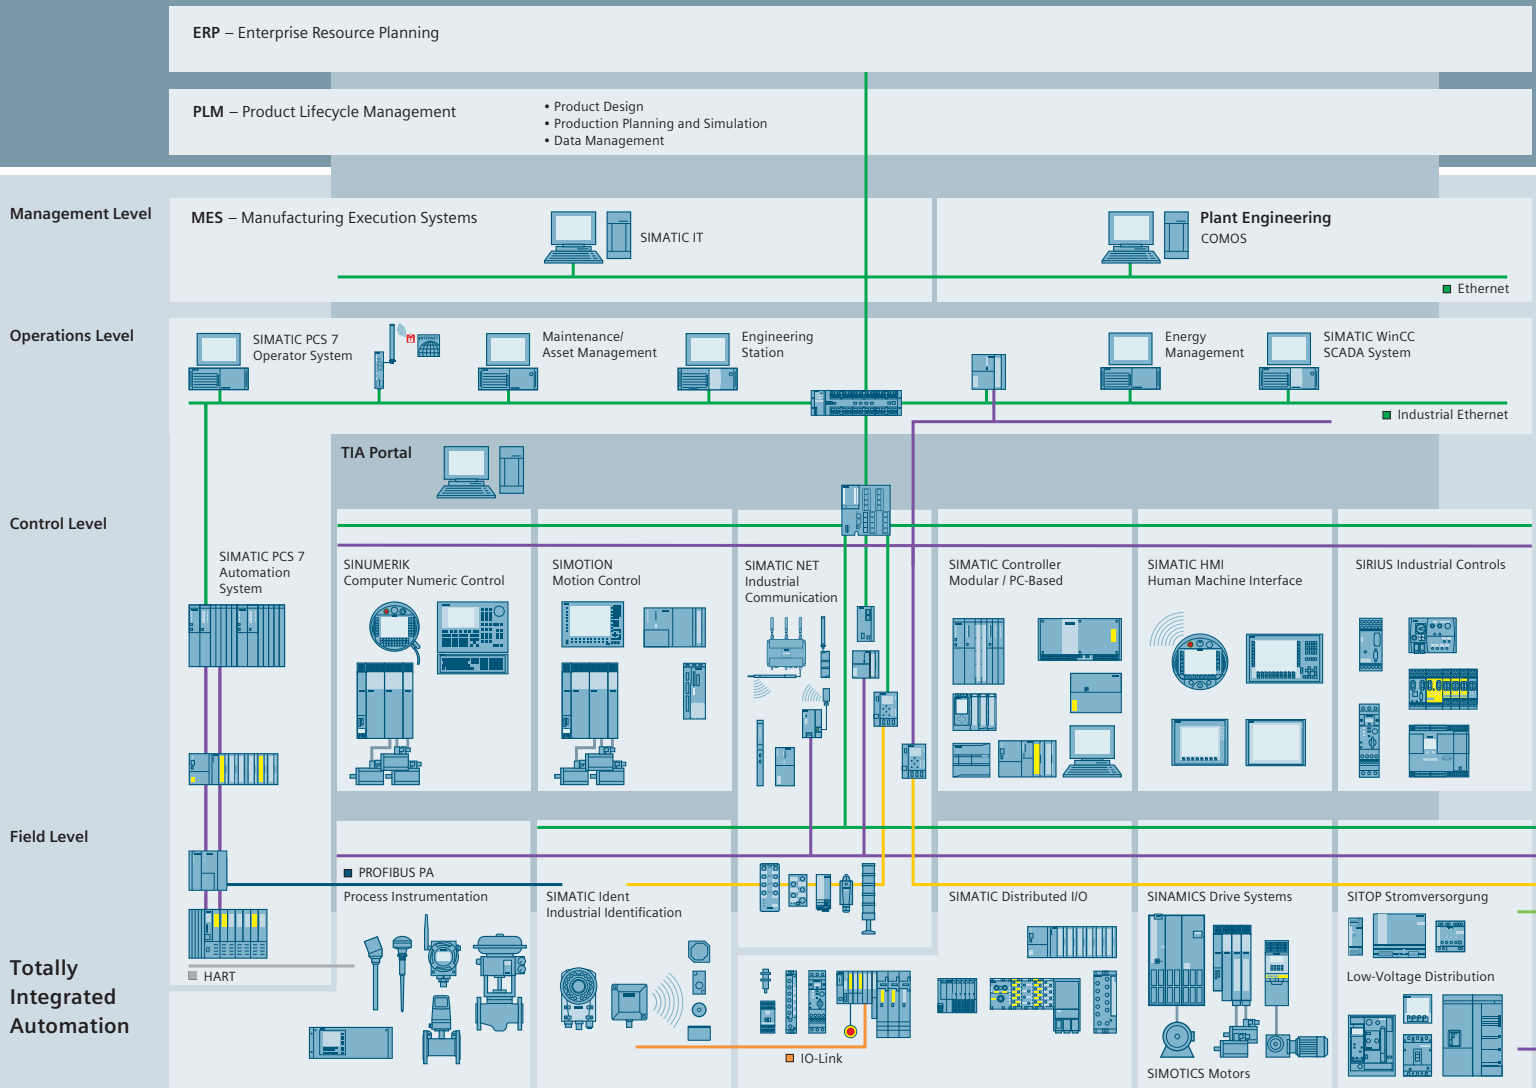 ERP – Enterprise Resource Planning
PLM – Product Lifecycle Management
• Product Design
• Production Planning and Simulation
• Data Management
Management Level
MES – Manufacturing Execution Systems
SIMATIC IT
Plant Engineering
COMOS
Ethernet
Operations Level
SIMATIC PCS 7
Operator System
INTERNET
Maintenance/
Asset Management
Engineering
Station
Energy
Management
SIMATIC WinCC
SCADA System
Industrial Ethernet
TIA Portal
Control Level
SIMATIC PCS 7
Automation
System
SINUMERIK
Computer Numeric Control
SIMOTION
Motion Control
SIMATIC NET
Industrial
Communication
SIMATIC Controller
Modular / PC-Based
SIMATIC HMI
Human Machine Interface
SIRIUS Industrial Controls
Field Level
PROFIBUS PA
Process Instrumentation
SIMATIC Ident
Industrial Identification
SIMATIC Distributed I/O
SINAMICS Drive Systems
SITOP Stromversorgung
HART
Low-Voltage Distribution
Totally
Integrated
Automation
IO-Link
SIMOTICS Motors